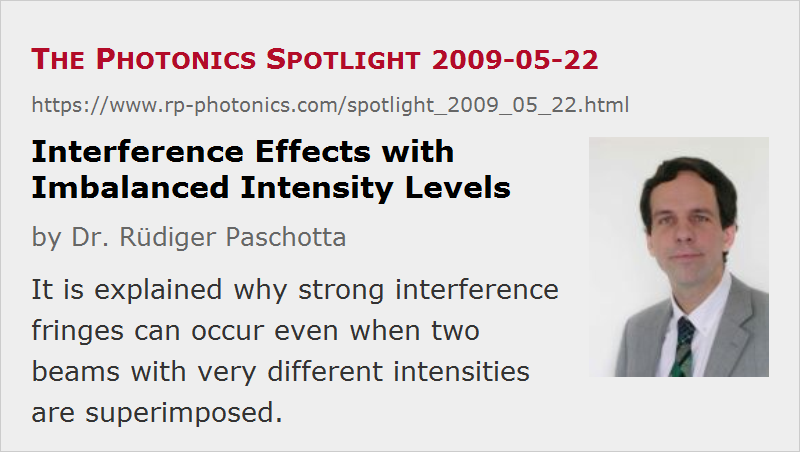 THE PHOTONICS SPOTLIGHT 2009-05-22
https://www.rp-photonics.com/spotlight_2009_05_22.html
Interference Effects with
Imbalanced Intensity Levels
by Dr. Rüdiger Paschotta
It is explained why strong interference
fringes can occur even when two
beams with very different intensities
are superimposed.